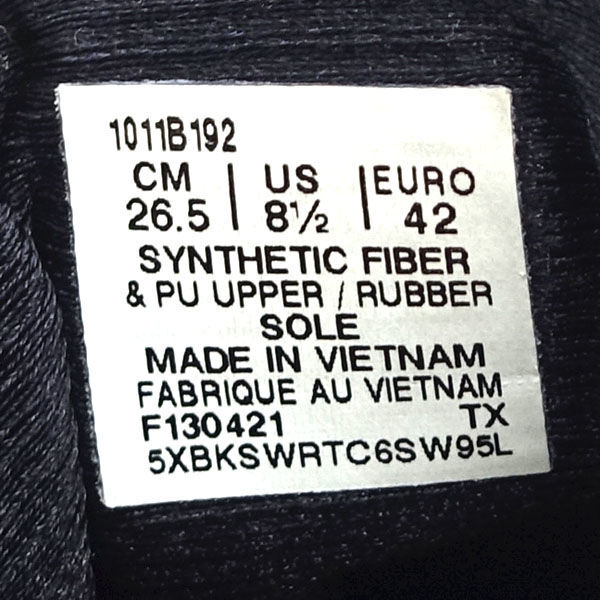 1011B192
CM | US | EURO
26.5 | 8½ | 42
SYNTHETIC FIBER
& PU UPPER / RUBBER
SOLE
MADE IN VIETNAM
FABRIQUE AU VIETNAM
F130421 TX
5XBKSWRTC6SW95L